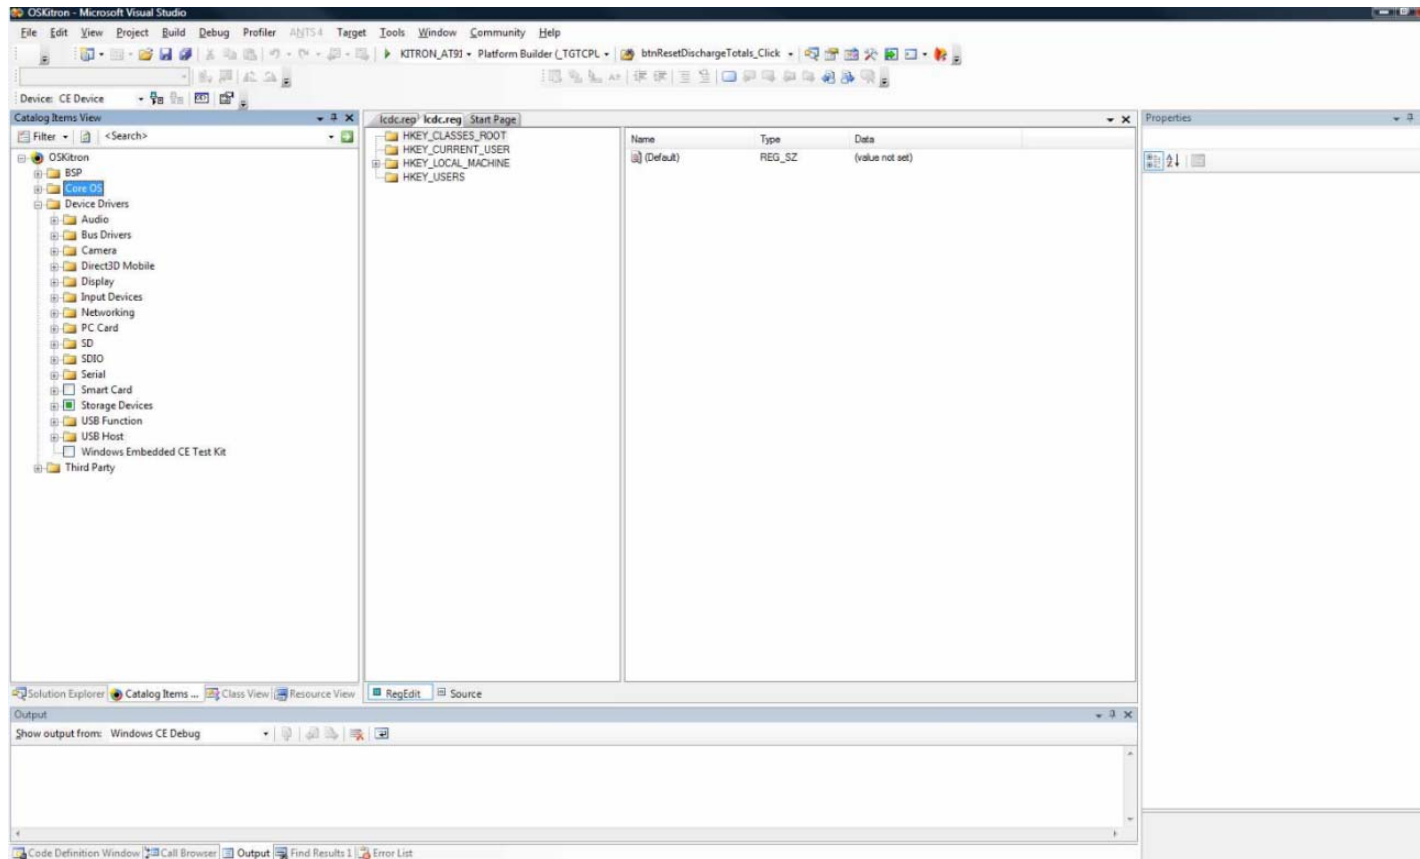 OSKitron - Microsoft Visual Studio
File Edit View Project Build Debug Profiler ANTS 4 Target Tools Window Community Help
KITRON_AT91 Platform Builder (_TGTCPL btnResetDischargeTotals_Click
Device: CE Device
Catalog Items View
Filter <Search>
OSKitron
BSP
Core OS
Device Drivers
Audio
Bus Drivers
Camera
Direct3D Mobile
Display
Input Devices
Networking
PC Card
SD
SDIO
Serial
Smart Card
Storage Devices
USB Function
USB Host
Windows Embedded CE Test Kit
Third Party
Solution Explorer Catalog Items ... Class View Resource View
lcdc.rep lcdc.reg Start Page
HKEY_CLASSES_ROOT
HKEY_CURRENT_USER
HKEY_LOCAL_MACHINE
HKEY_USERS
Name Type Data
(Default) REG_SZ (value not set)
RegEdit Source
Properties
Output
Show output from: Windows CE Debug
Code Definition Window Call Browser Output Find Results 1 Error List